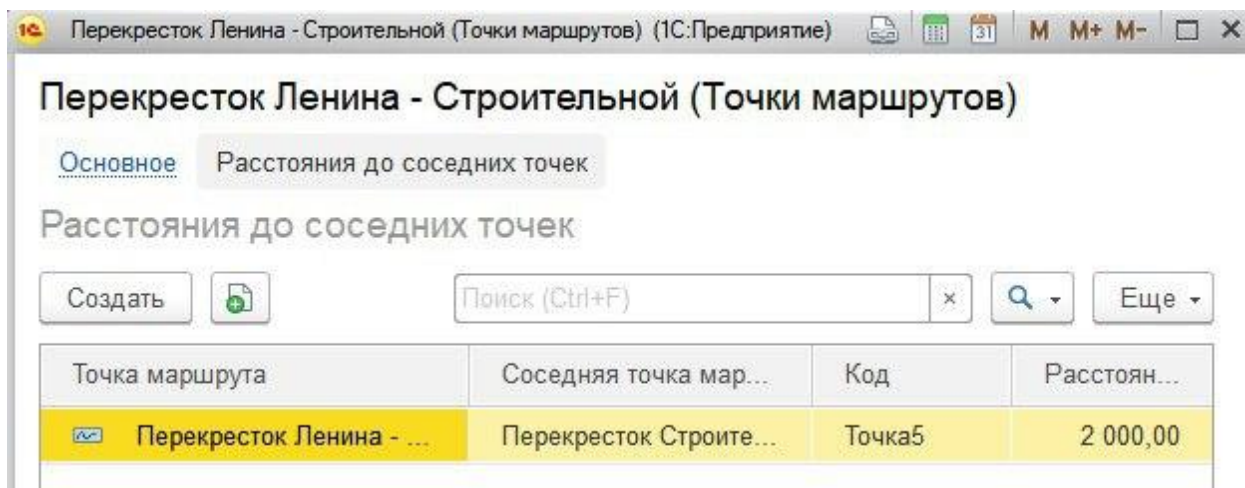 1С Перекресток Ленина - Строительной (Точки маршрутов) (1С:Предприятие) 31 M M+ M-
Перекресток Ленина - Строительной (Точки маршрутов)
Основное Расстояния до соседних точек
Расстояния до соседних точек
Создать Поиск (Ctrl+F) × Еще
Точка маршрута Соседняя точка мар... Код Расстоян...
Перекресток Ленина - ... Перекресток Строите... Точка5 2 000,00